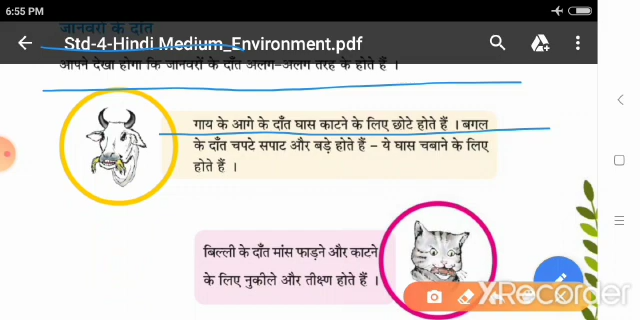 6:55 PM
जानवरों के दाँत
Std-4-Hindi Medium_Environment.pdf
आपने देखा होगा कि जानवरों के दाँत अलग-अलग तरह के होते हैं ।
गाय के आगे के दाँत घास काटने के लिए छोटे होते हैं । बगल
के दाँत चपटे सपाट और बड़े होते हैं – ये घास चबाने के लिए
होते हैं ।
बिल्ली के दाँत मांस फाड़ने और काटने
के लिए नुकीले और तीक्ष्ण होते हैं ।
XRecorder